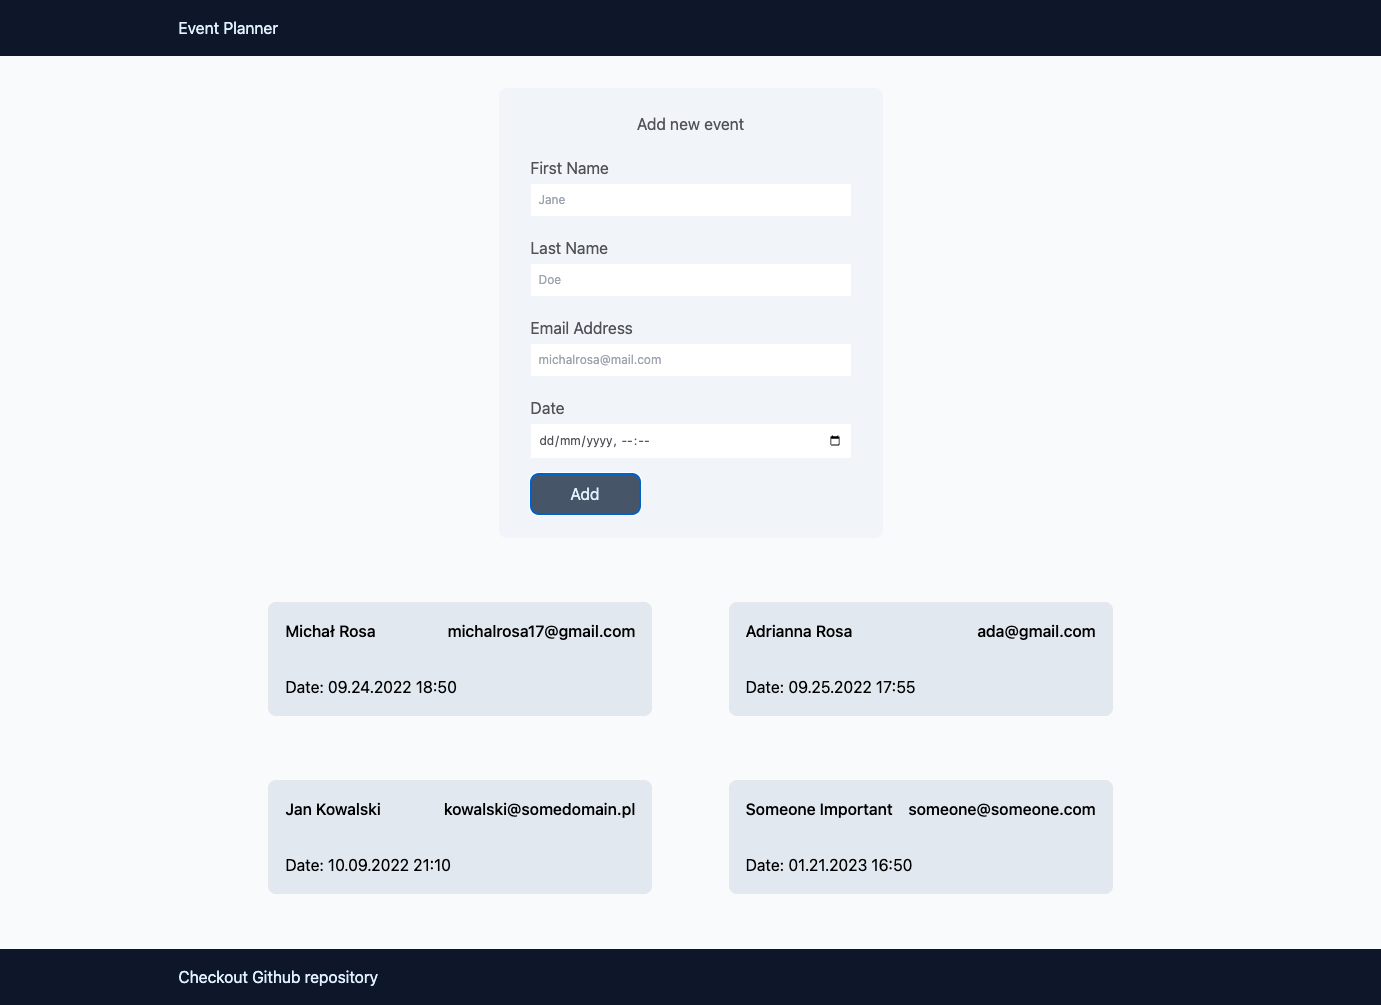 Event Planner
Add new event
First Name
Jane
Last Name
Doe
Email Address
michalrosa@mail.com
Date
dd/mm/yyyy, --:--
Add
Michał Rosa michalrosa17@gmail.com
Date: 09.24.2022 18:50
Adrianna Rosa ada@gmail.com
Date: 09.25.2022 17:55
Jan Kowalski kowalski@somedomain.pl
Date: 10.09.2022 21:10
Someone Important someone@someone.com
Date: 01.21.2023 16:50
Checkout Github repository